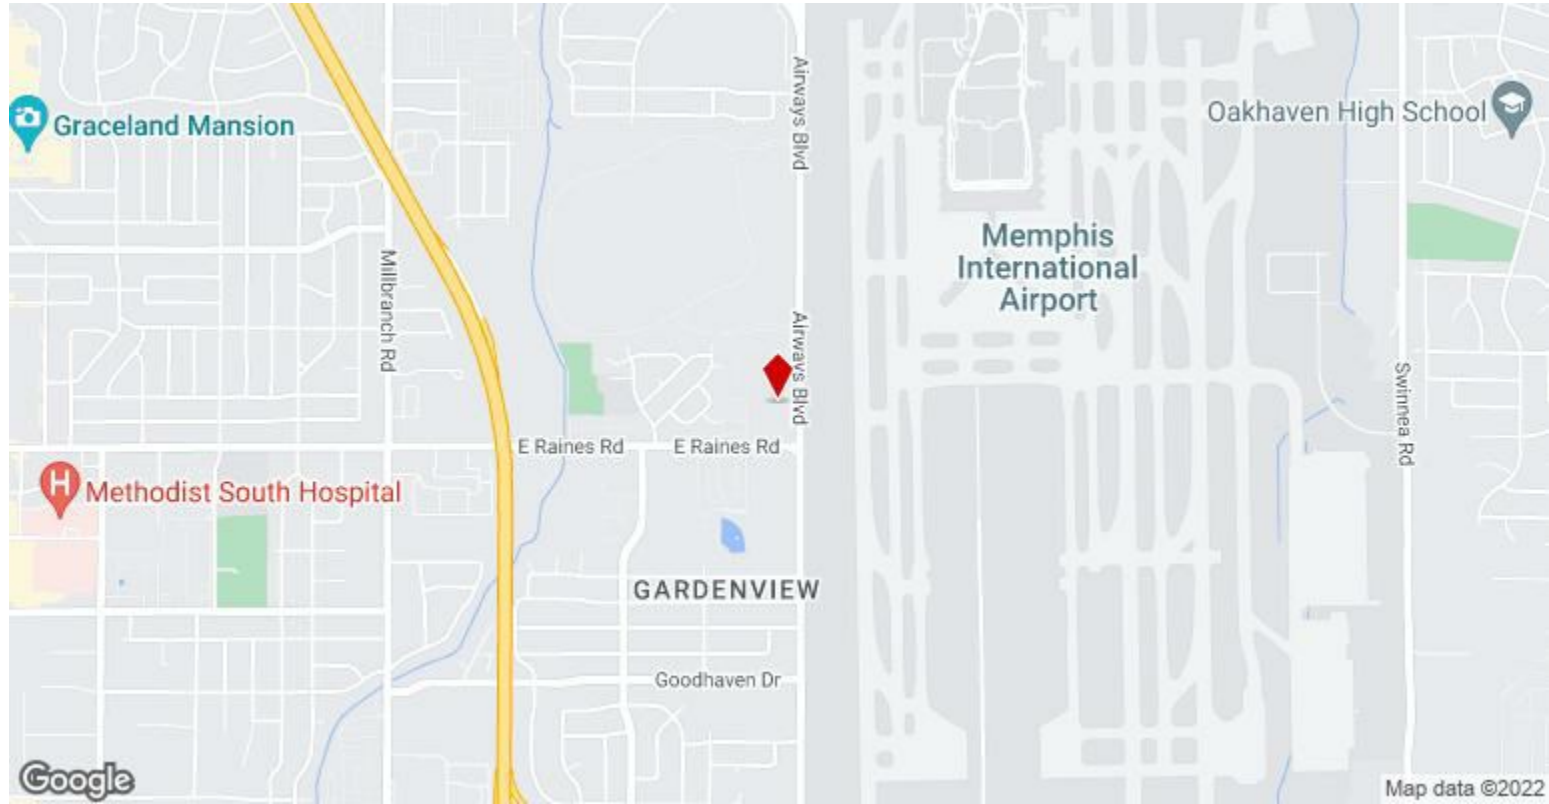 Airways Blvd
Graceland Mansion
Oakhaven High School
Memphis
International
Airport
Millbranch Rd
Airways Blvd
Swinnea Rd
E Raines Rd
E Raines Rd
H
Methodist South Hospital
GARDENVIEW
Goodhaven Dr
Google
Map data ©2022